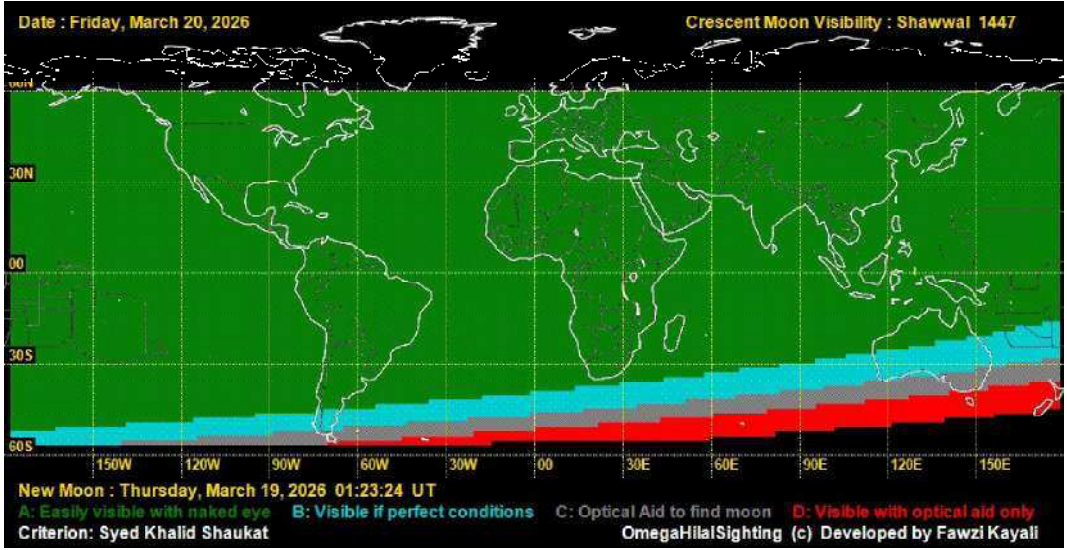 Date : Friday, March 20, 2026 Crescent Moon Visibility : Shawwal 1447
60N
30N
00
30S
60S
150W 120W 90W 60W 30W 00 30E 60E 90E 120E 150E
New Moon : Thursday, March 19, 2026 01:23:24 UT
A: Easily visible with naked eye B: Visible if perfect conditions C: Optical Aid to find moon D: Visible with optical aid only
Criterion: Syed Khalid Shaukat OmegaHilalSighting (c) Developed by Fawzi Kayali